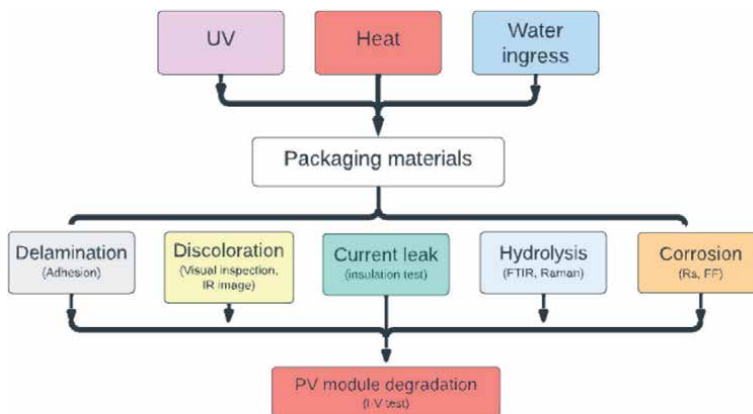 UV
Heat
Water
ingress
Packaging materials
Delamination
(Adhesion)
Discoloration
(Visual inspection,
IR image)
Current leak
(insulation test)
Hydrolysis
(FTIR, Raman)
Corrosion
(Rs, FF)
PV module degradation
(I-V test)